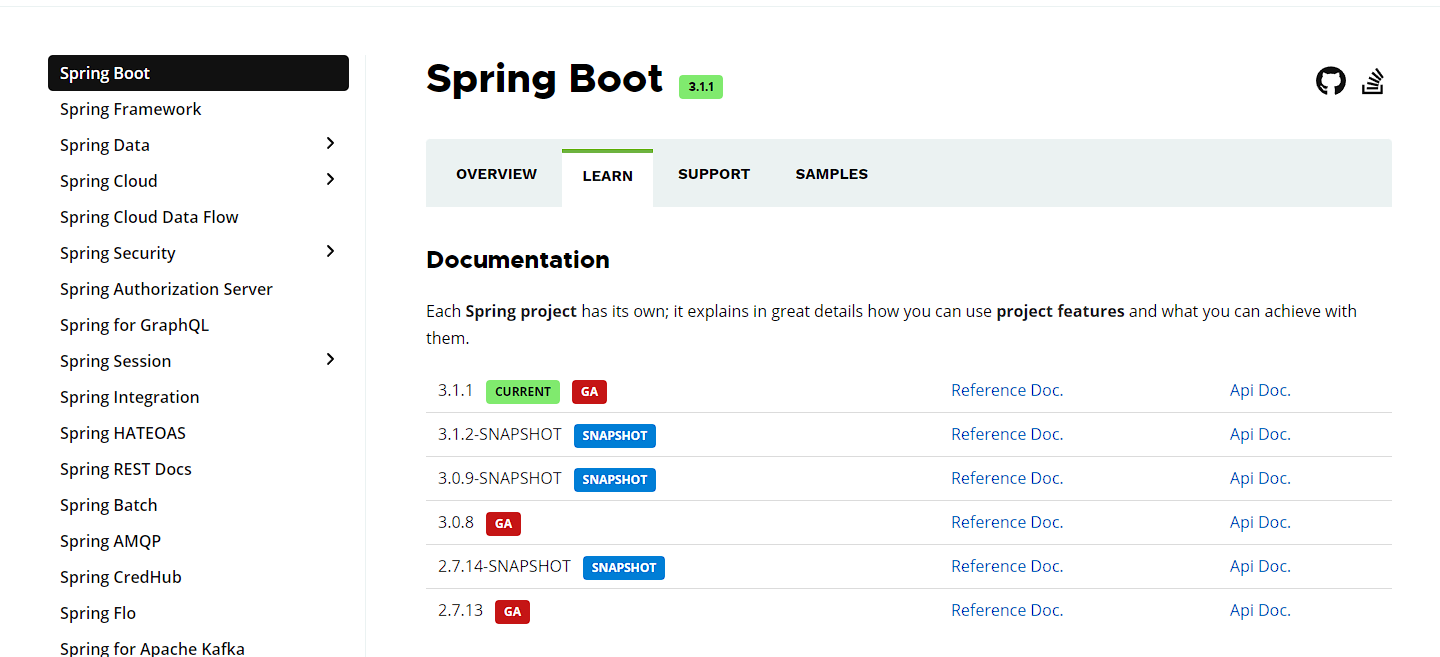 Spring Boot
Spring Framework
Spring Data
Spring Cloud
Spring Cloud Data Flow
Spring Security
Spring Authorization Server
Spring for GraphQL
Spring Session
Spring Integration
Spring HATEOAS
Spring REST Docs
Spring Batch
Spring AMQP
Spring CredHub
Spring Flo
Spring for Apache Kafka
Spring Boot 3.1.1
OVERVIEW LEARN SUPPORT SAMPLES
Documentation
Each Spring project has its own; it explains in great details how you can use project features and what you can achieve with
them.
3.1.1 CURRENT GA Reference Doc. Api Doc.
3.1.2-SNAPSHOT SNAPSHOT Reference Doc. Api Doc.
3.0.9-SNAPSHOT SNAPSHOT Reference Doc. Api Doc.
3.0.8 GA Reference Doc. Api Doc.
2.7.14-SNAPSHOT SNAPSHOT Reference Doc. Api Doc.
2.7.13 GA Reference Doc. Api Doc.